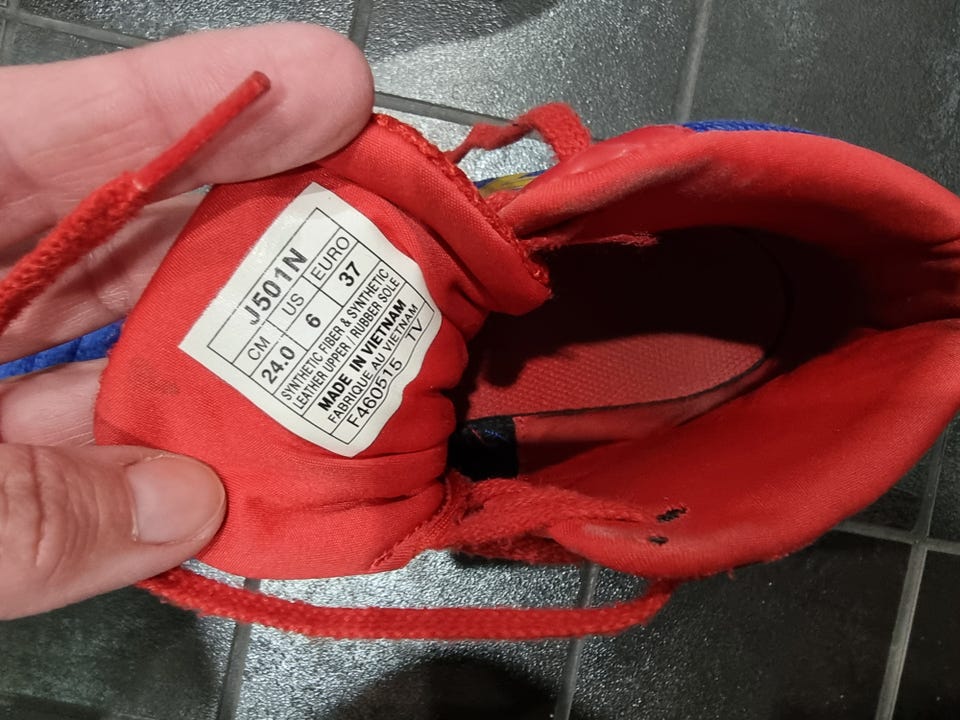 J501N
CM US EURO
24.0 6 37
SYNTHETIC FIBER & SYNTHETIC
LEATHER UPPER / RUBBER SOLE
MADE IN VIETNAM
FABRIQUE AU VIETNAM
F460515 TV